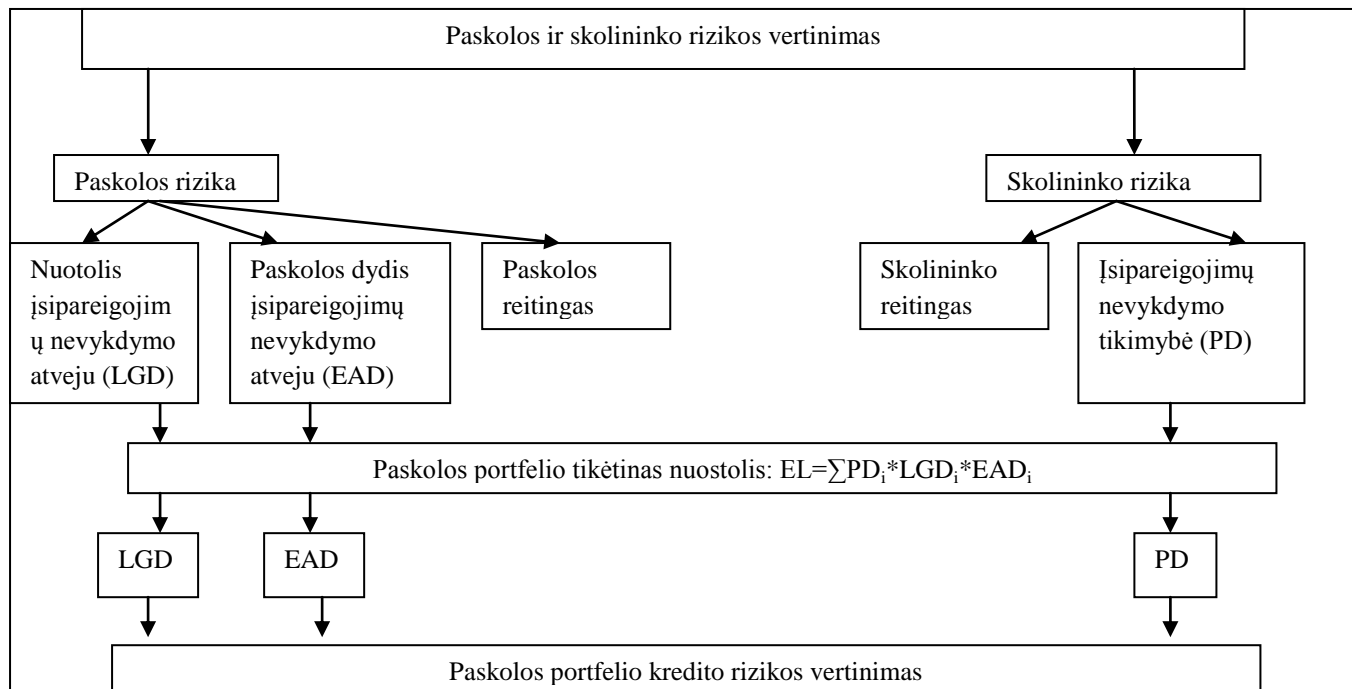 Paskolos ir skolininko rizikos vertinimas
Paskolos rizika
Skolininko rizika
Nuotolis
įsipareigojim
ų nevykdymo
atveju (LGD)
Paskolos dydis
įsipareigojimų
nevykdymo
atveju (EAD)
Paskolos
reitingas
Skolininko
reitingas
Įsipareigojimų
nevykdymo
tikimybė (PD)
Paskolos portfelio tikėtinas nuostolis: EL=∑PDᵢ*LGDᵢ*EADᵢ
LGD
EAD
PD
Paskolos portfelio kredito rizikos vertinimas